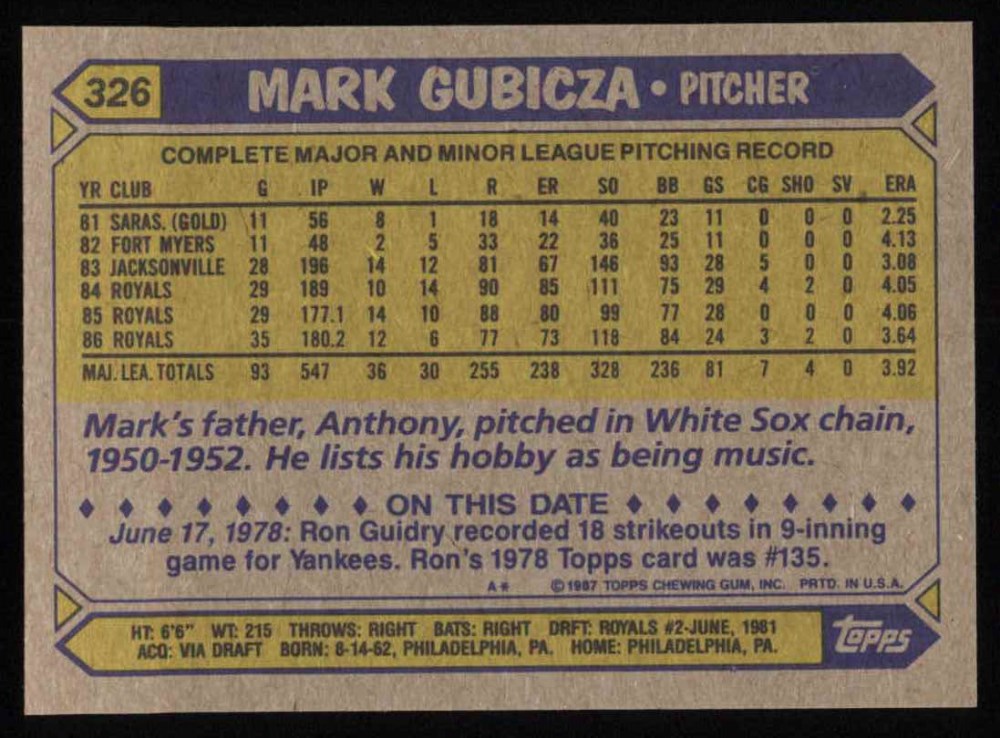 326 MARK GUBICZA • PITCHER
COMPLETE MAJOR AND MINOR LEAGUE PITCHING RECORD
YR CLUB G IP W L R ER SO BB GS CG SHO SV ERA
81 SARAS. (GOLD) 11 56 8 1 18 14 40 23 11 0 0 0 2.25
82 FORT MYERS 11 48 2 5 33 22 36 25 11 0 0 0 4.13
83 JACKSONVILLE 28 196 14 12 81 67 146 93 28 5 0 0 3.08
84 ROYALS 29 189 10 14 90 85 111 75 29 4 2 0 4.05
85 ROYALS 29 177.1 14 10 88 80 99 77 28 0 0 0 4.06
86 ROYALS 35 180.2 12 6 77 73 118 84 24 3 2 0 3.64
MAJ. LEA. TOTALS 93 547 36 30 255 238 328 236 81 7 4 0 3.92
Mark's father, Anthony, pitched in White Sox chain,
1950-1952. He lists his hobby as being music.
♦ ♦ ♦ ♦ ♦ ♦ ♦ ♦ ON THIS DATE ♦ ♦ ♦ ♦ ♦ ♦ ♦ ♦
June 17, 1978: Ron Guidry recorded 18 strikeouts in 9-inning
game for Yankees. Ron's 1978 Topps card was #135.
A* ©1987 TOPPS CHEWING GUM, INC. PRTD. IN U.S.A.
HT: 6'6" WT: 215 THROWS: RIGHT BATS: RIGHT DRFT: ROYALS #2-JUNE, 1981
ACQ: VIA DRAFT BORN: 8-14-62, PHILADELPHIA, PA. HOME: PHILADELPHIA, PA.
topps